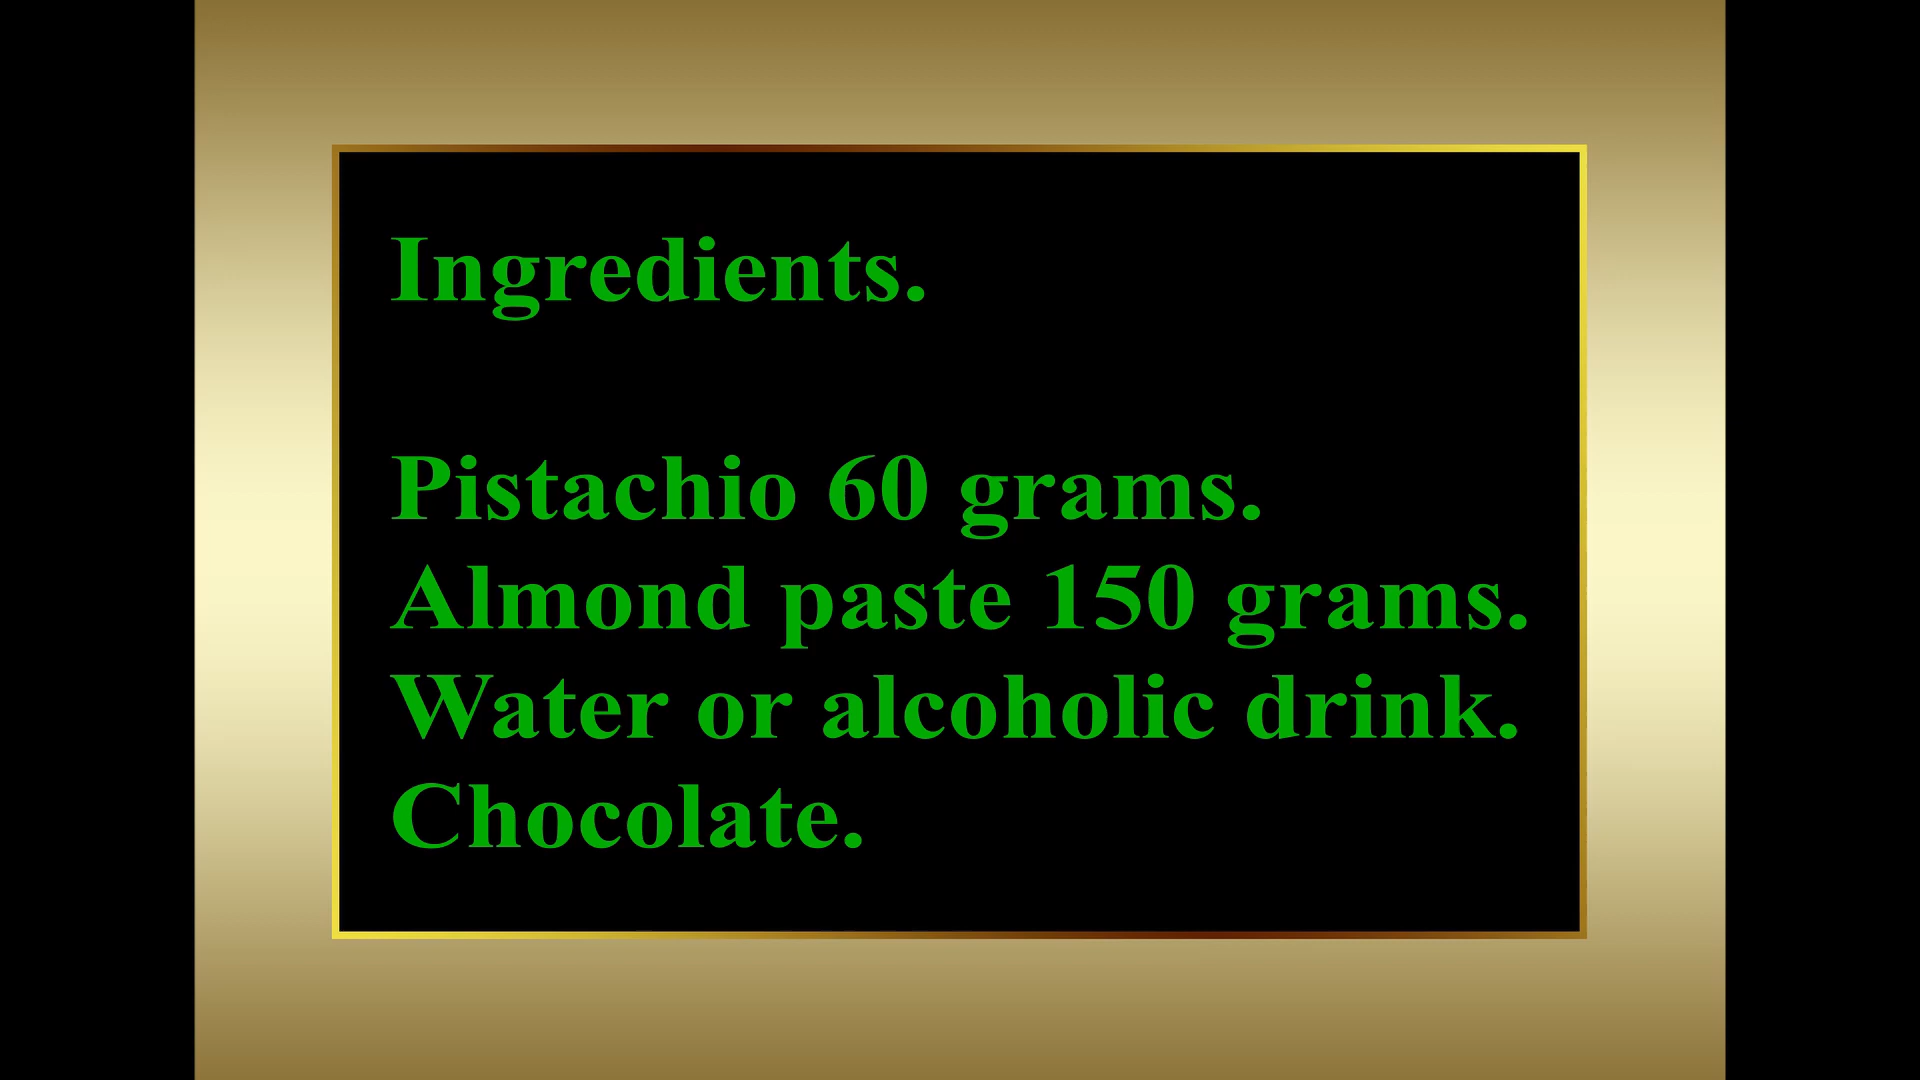 Ingredients.
Pistachio 60 grams.
Almond paste 150 grams.
Water or alcoholic drink.
Chocolate.